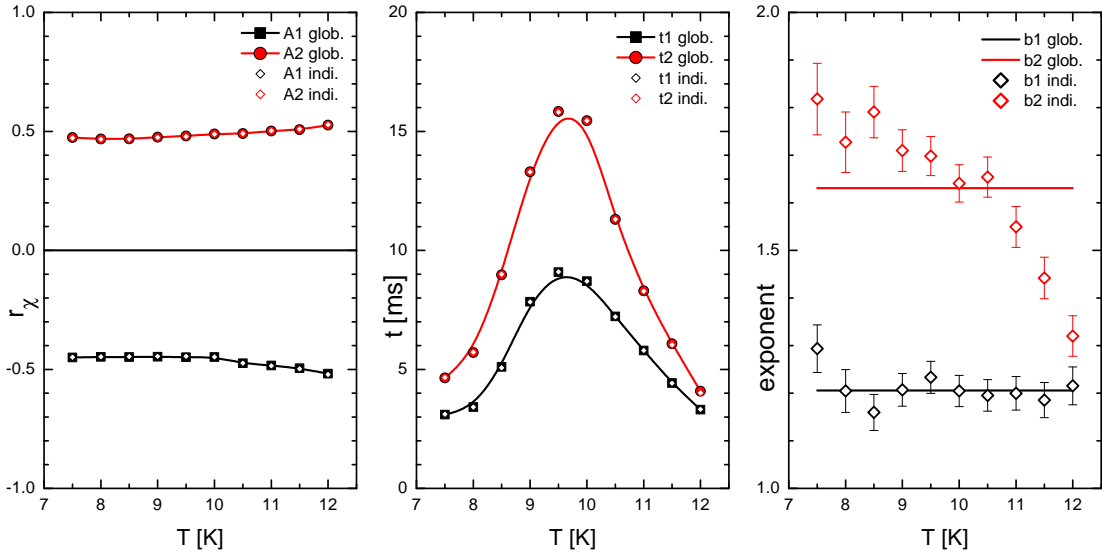 1.0
0.5
0.0
-0.5
-1.0
r_χ
7 8 9 10 11 12
T [K]
A1 glob.
A2 glob.
A1 indi.
A2 indi.
20
15
10
5
0
t [ms]
7 8 9 10 11 12
T [K]
t1 glob.
t2 glob.
t1 indi.
t2 indi.
2.0
1.5
1.0
exponent
7 8 9 10 11 12
T [K]
b1 glob.
b2 glob.
b1 indi.
b2 indi.